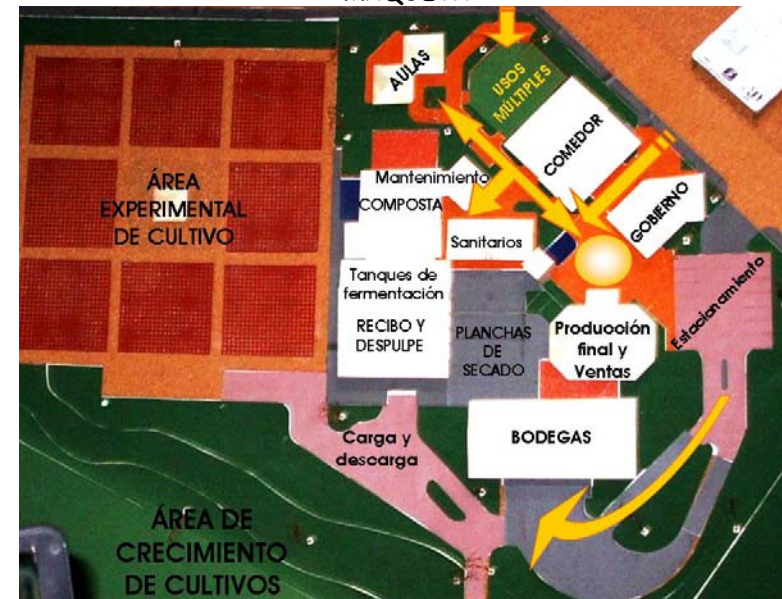 AULAS
USOS
MÚLTIPLES
COMEDOR
GOBIERNO
Mantenimiento
COMPOSTA
Sanitarios
ÁREA
EXPERIMENTAL
DE CULTIVO
Tanques de
fermentación
RECIBO Y
DESPULPE
PLANCHAS
DE
SECADO
Producción
final y
Ventas
Estacionamiento
BODEGAS
Carga y
descarga
ÁREA DE
CRECIMIENTO
DE CULTIVOS